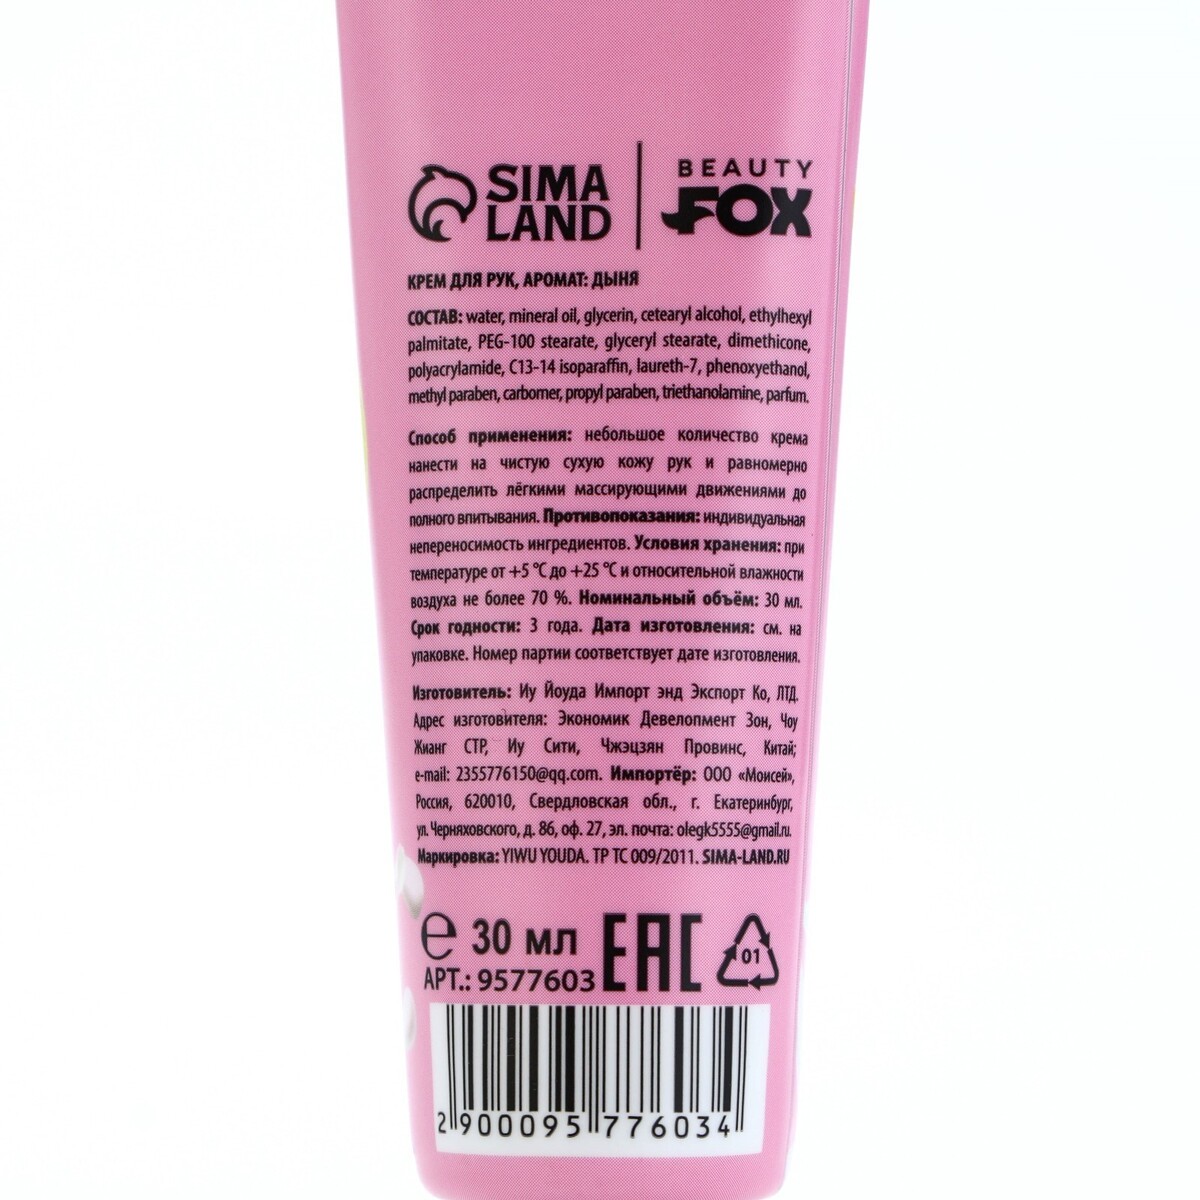 SIMA
LAND
BEAUTY
FOX
КРЕМ ДЛЯ РУК, АРОМАТ: ДЫНЯ
СОСТАВ: water, mineral oil, glycerin, cetearyl alcohol, ethylhexyl
palmitate, PEG-100 stearate, glyceryl stearate, dimethicone,
polyacrylamide, C13-14 isoparaffin, laureth-7, phenoxyethanol,
methyl paraben, carbomer, propyl paraben, triethanolamine, parfum.
Способ применения: небольшое количество крема
нанести на чистую сухую кожу рук и равномерно
распределить лёгкими массирующими движениями до
полного впитывания. Противопоказания: индивидуальная
непереносимость ингредиентов. Условия хранения: при
температуре от +5 °C до +25 °C и относительной влажности
воздуха не более 70 %. Номинальный объём: 30 мл.
Срок годности: 3 года. Дата изготовления: см. на
упаковке. Номер партии соответствует дате изготовления.
Изготовитель: Иу Йоуда Импорт энд Экспорт Ко, ЛТД.
Адрес изготовителя: Экономик Девелопмент Зон, Чоу
Жианг СТР, Иу Сити, Чжэцзян Провинс, Китай;
e-mail: 2355776150@qq.com. Импортёр: ООО «Моисей»,
Россия, 620010, Свердловская обл., г. Екатеринбург,
ул. Черняховского, д. 86, оф. 27, эл. почта: olegk5555@gmail.ru.
Маркировка: YIWU YOUDA. ТР ТС 009/2011. SIMA-LAND.RU
℮ 30 мл
АРТ.: 9577603
EAC
01
2 900095 776034